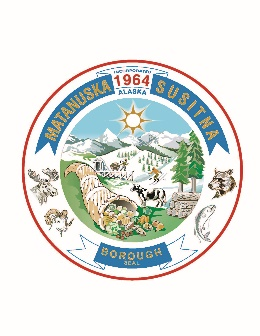 INCORPORATED
1964
ALASKA
MATANUSKA
SUSITNA
BOROUGH
SEAL